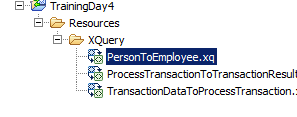 TrainingDay4
Resources
XQuery
PersonToEmployee.xq
ProcessTransactionToTransactionResult
TransactionDataToProcessTransaction.